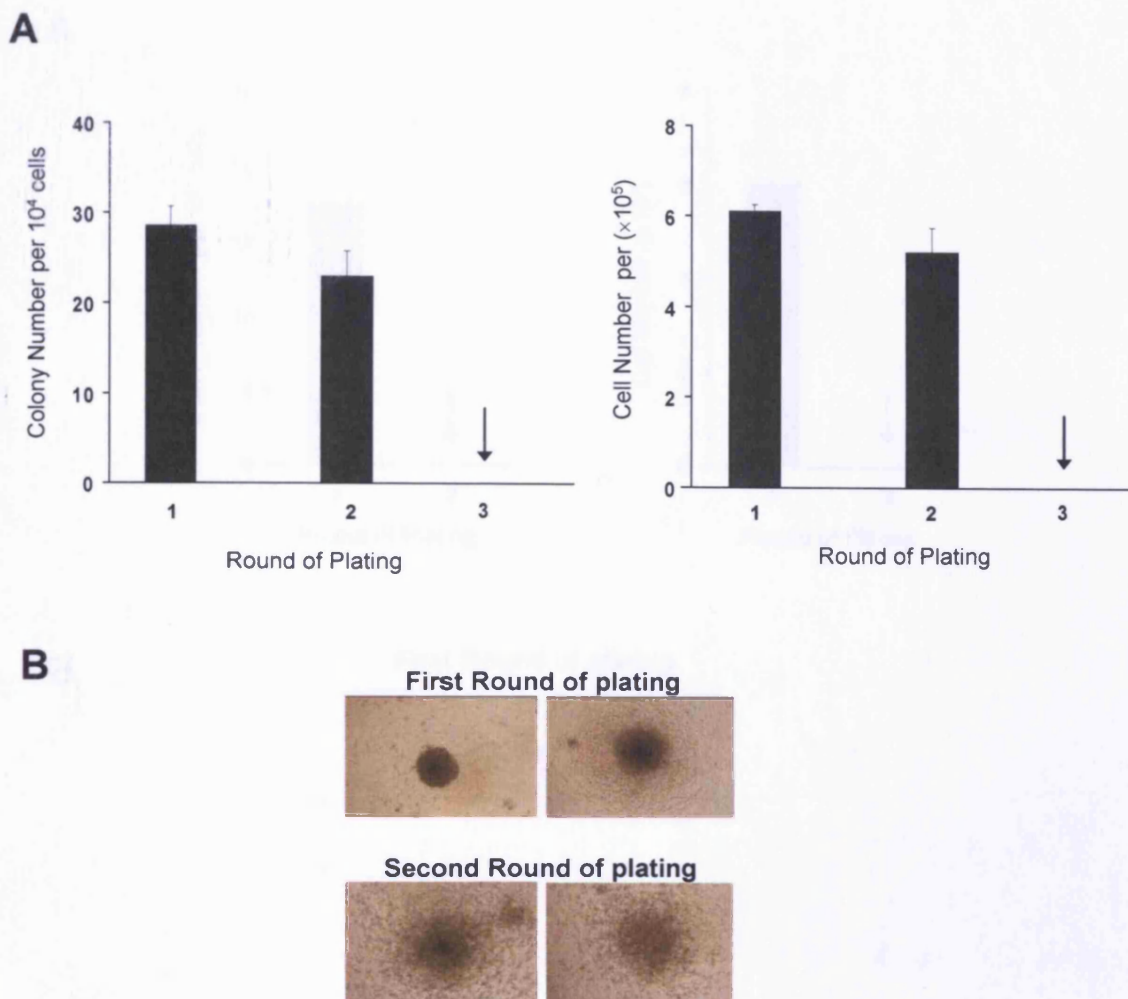 A
Colony Number per 10⁴ cells
40
30
20
10
0
1 2 3
Round of Plating
Cell Number per (×10⁵)
8
6
4
2
0
1 2 3
Round of Plating
B
First Round of plating
Second Round of plating